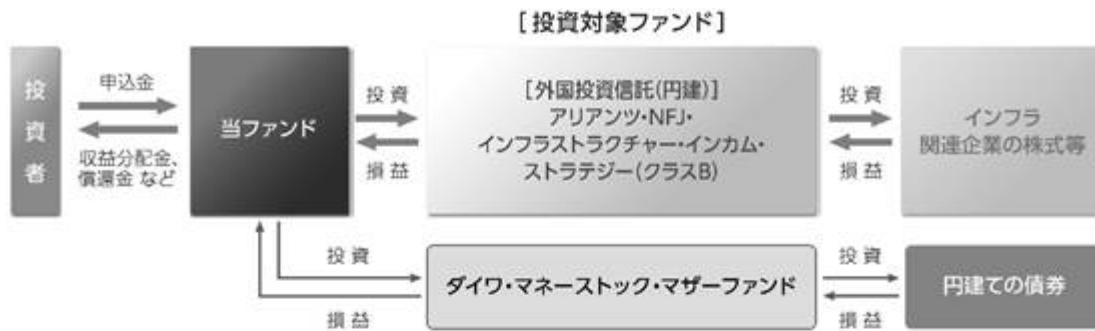 [投資対象ファンド]
投資者
申込金
収益分配金、
償還金 など
当ファンド
投資
損益
[外国投資信託(円建)]
アリアンツ・NFJ・
インフラストラクチャー・インカム・
ストラテジー(クラスB)
投資
損益
インフラ
関連企業の株式等
投資
損益
ダイワ・マネーストック・マザーファンド
投資
損益
円建ての債券